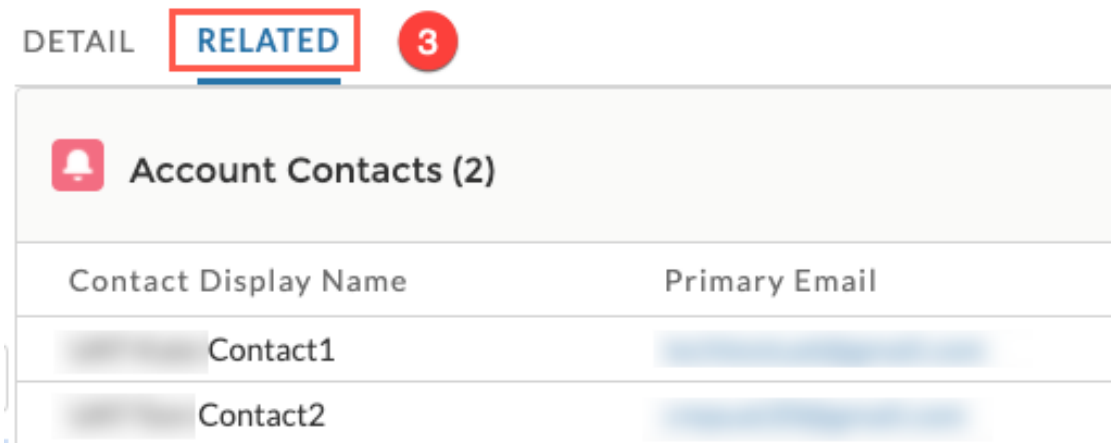 DETAIL RELATED 3
Account Contacts (2)
Contact Display Name Primary Email
Contact1
Contact2